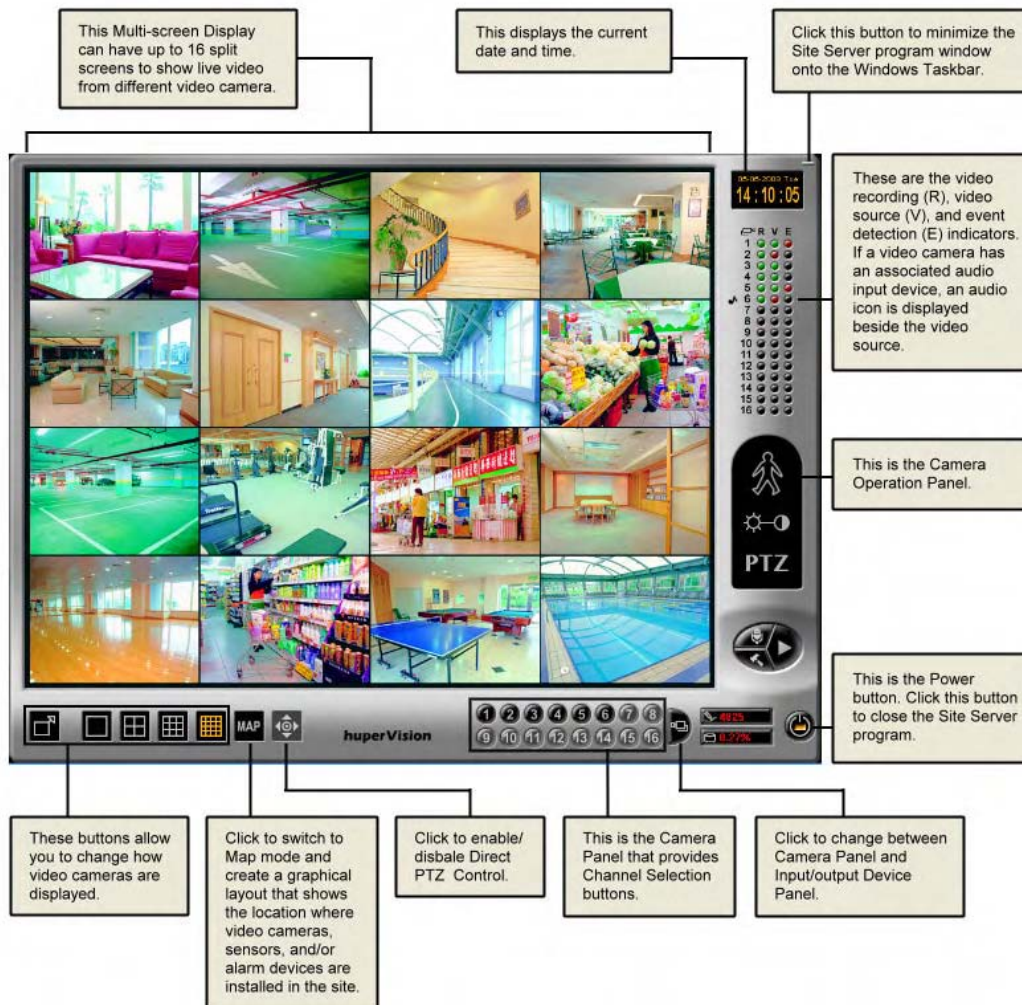 This Multi-screen Display
can have up to 16 split
screens to show live video
from different video camera.
This displays the current
date and time.
Click this button to minimize the
Site Server program window
onto the Windows Taskbar.
14:10:05
R V E
1
2
3
4
5
6
7
8
9
10
11
12
13
14
15
16
These are the video
recording (R), video
source (V), and event
detection (E) indicators.
If a video camera has
an associated audio
input device, an audio
icon is displayed
beside the video
source.
This is the Camera
Operation Panel.
PTZ
This is the Power
button. Click this button
to close the Site Server
program.
MAP
huperVision
1 2 3 4 5 6 7 8
9 10 11 12 13 14 15 16
4825
0.27%
These buttons allow
you to change how
video cameras are
displayed.
Click to switch to
Map mode and
create a graphical
layout that shows
the location where
video cameras,
sensors, and/or
alarm devices are
installed in the site.
Click to enable/
disbale Direct
PTZ Control.
This is the Camera
Panel that provides
Channel Selection
buttons.
Click to change between
Camera Panel and
Input/output Device
Panel.